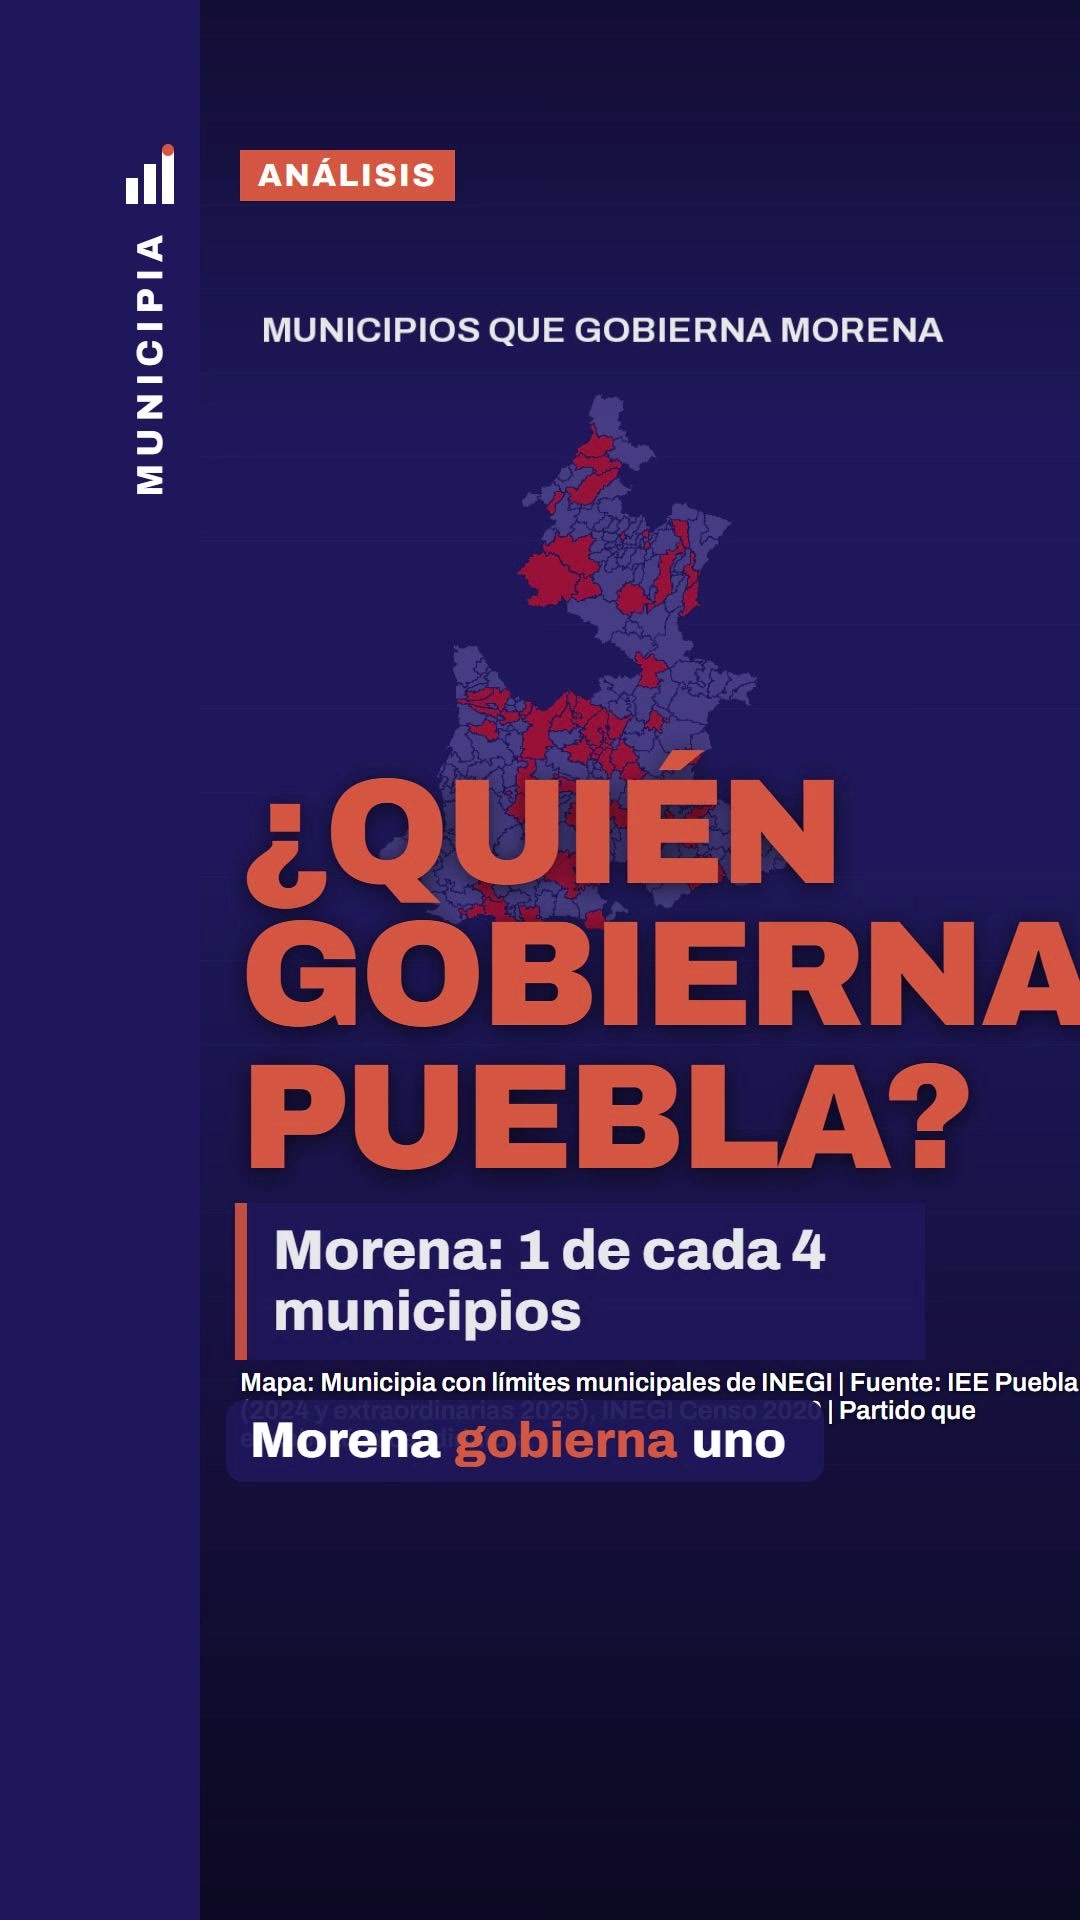 ANÁLISIS
MUNICIPIA
MUNICIPIOS QUE GOBIERNA MORENA
¿QUIÉN
GOBIERNA
PUEBLA?
Morena: 1 de cada 4
municipios
Mapa: Municipia con límites municipales de INEGI | Fuente: IEE Puebla
(2024 y extraordinarias 2025), INEGI Censo 2020 | Partido que
Morena gobierna uno